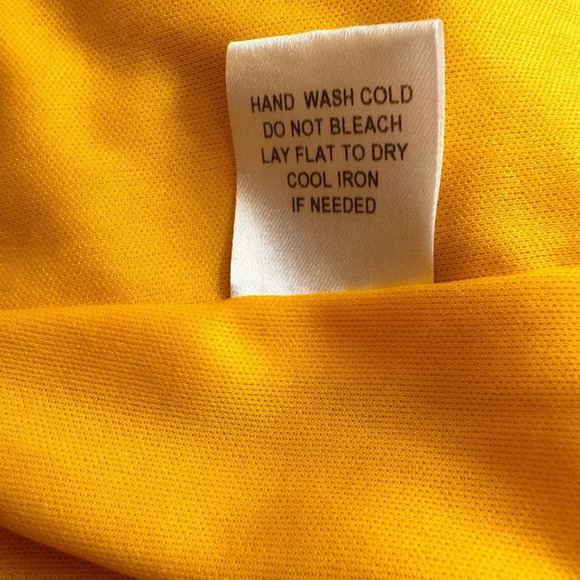 HAND WASH COLD
DO NOT BLEACH
LAY FLAT TO DRY
COOL IRON
IF NEEDED